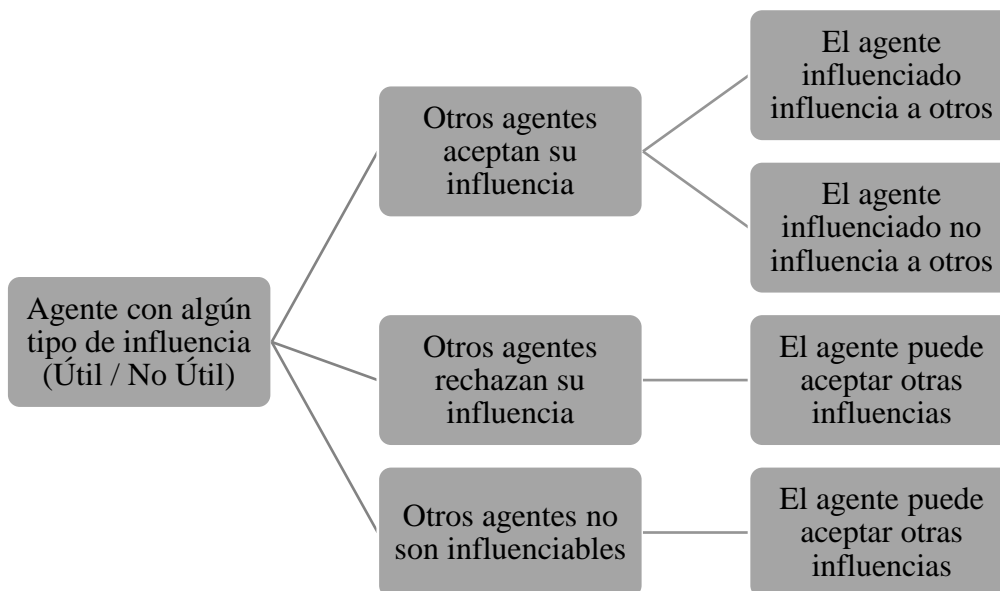 Agente con algún
tipo de influencia
(Útil / No Útil)
Otros agentes
aceptan su
influencia
El agente
influenciado
influencia a otros
El agente
influenciado no
influencia a otros
Otros agentes
rechazan su
influencia
El agente puede
aceptar otras
influencias
Otros agentes no
son influenciables
El agente puede
aceptar otras
influencias